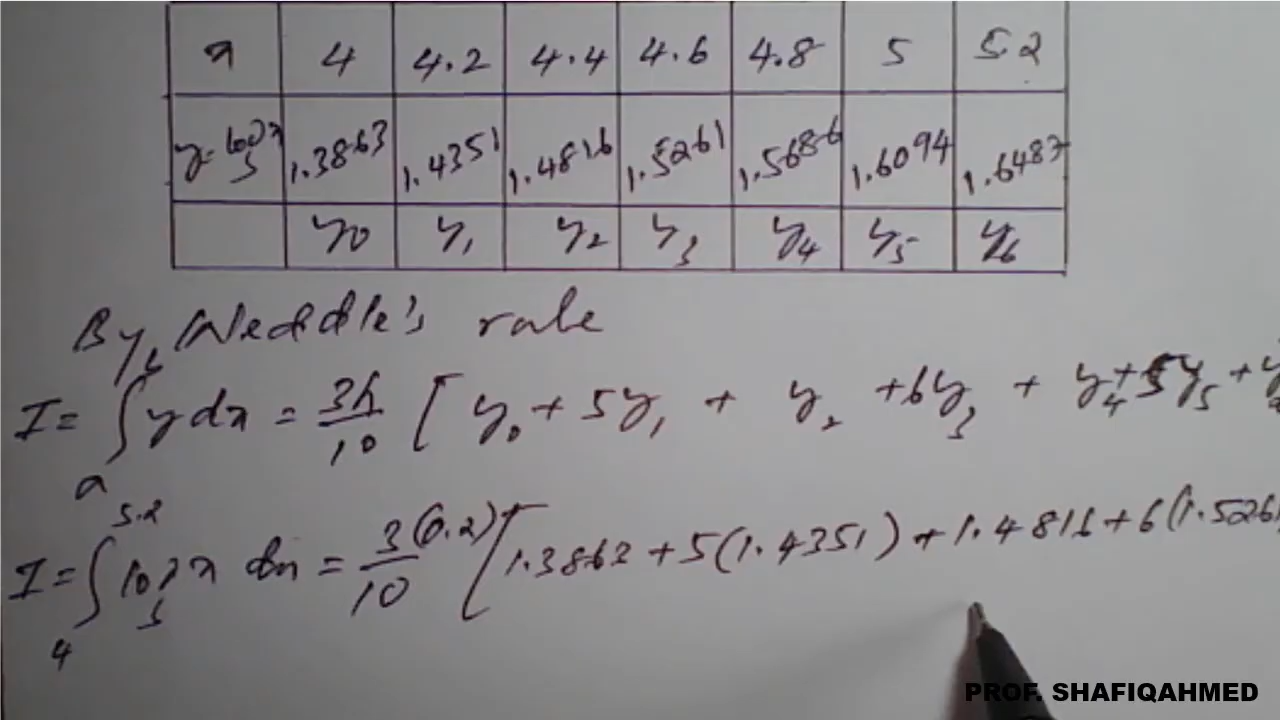 x 4 4.2 4.4 4.6 4.8 5 5.2
1.3863 1.4351 1.4816 1.5261 1.5686 1.6094 1.6487
y0 y1 y2 y3 y4 y5 y6
By Weddle's rule
I = ∫ₐᵇ y dx = 3h/10 [ y0 + 5y1 + y2 + 6y3 + y4 + 5y5 + y
I = ∫₄^5.2 dx = 3(0.2)/10 [ 1.3863 + 5(1.4351) + 1.4816 + 6(1.5261
PROF. SHAFIQAHMED